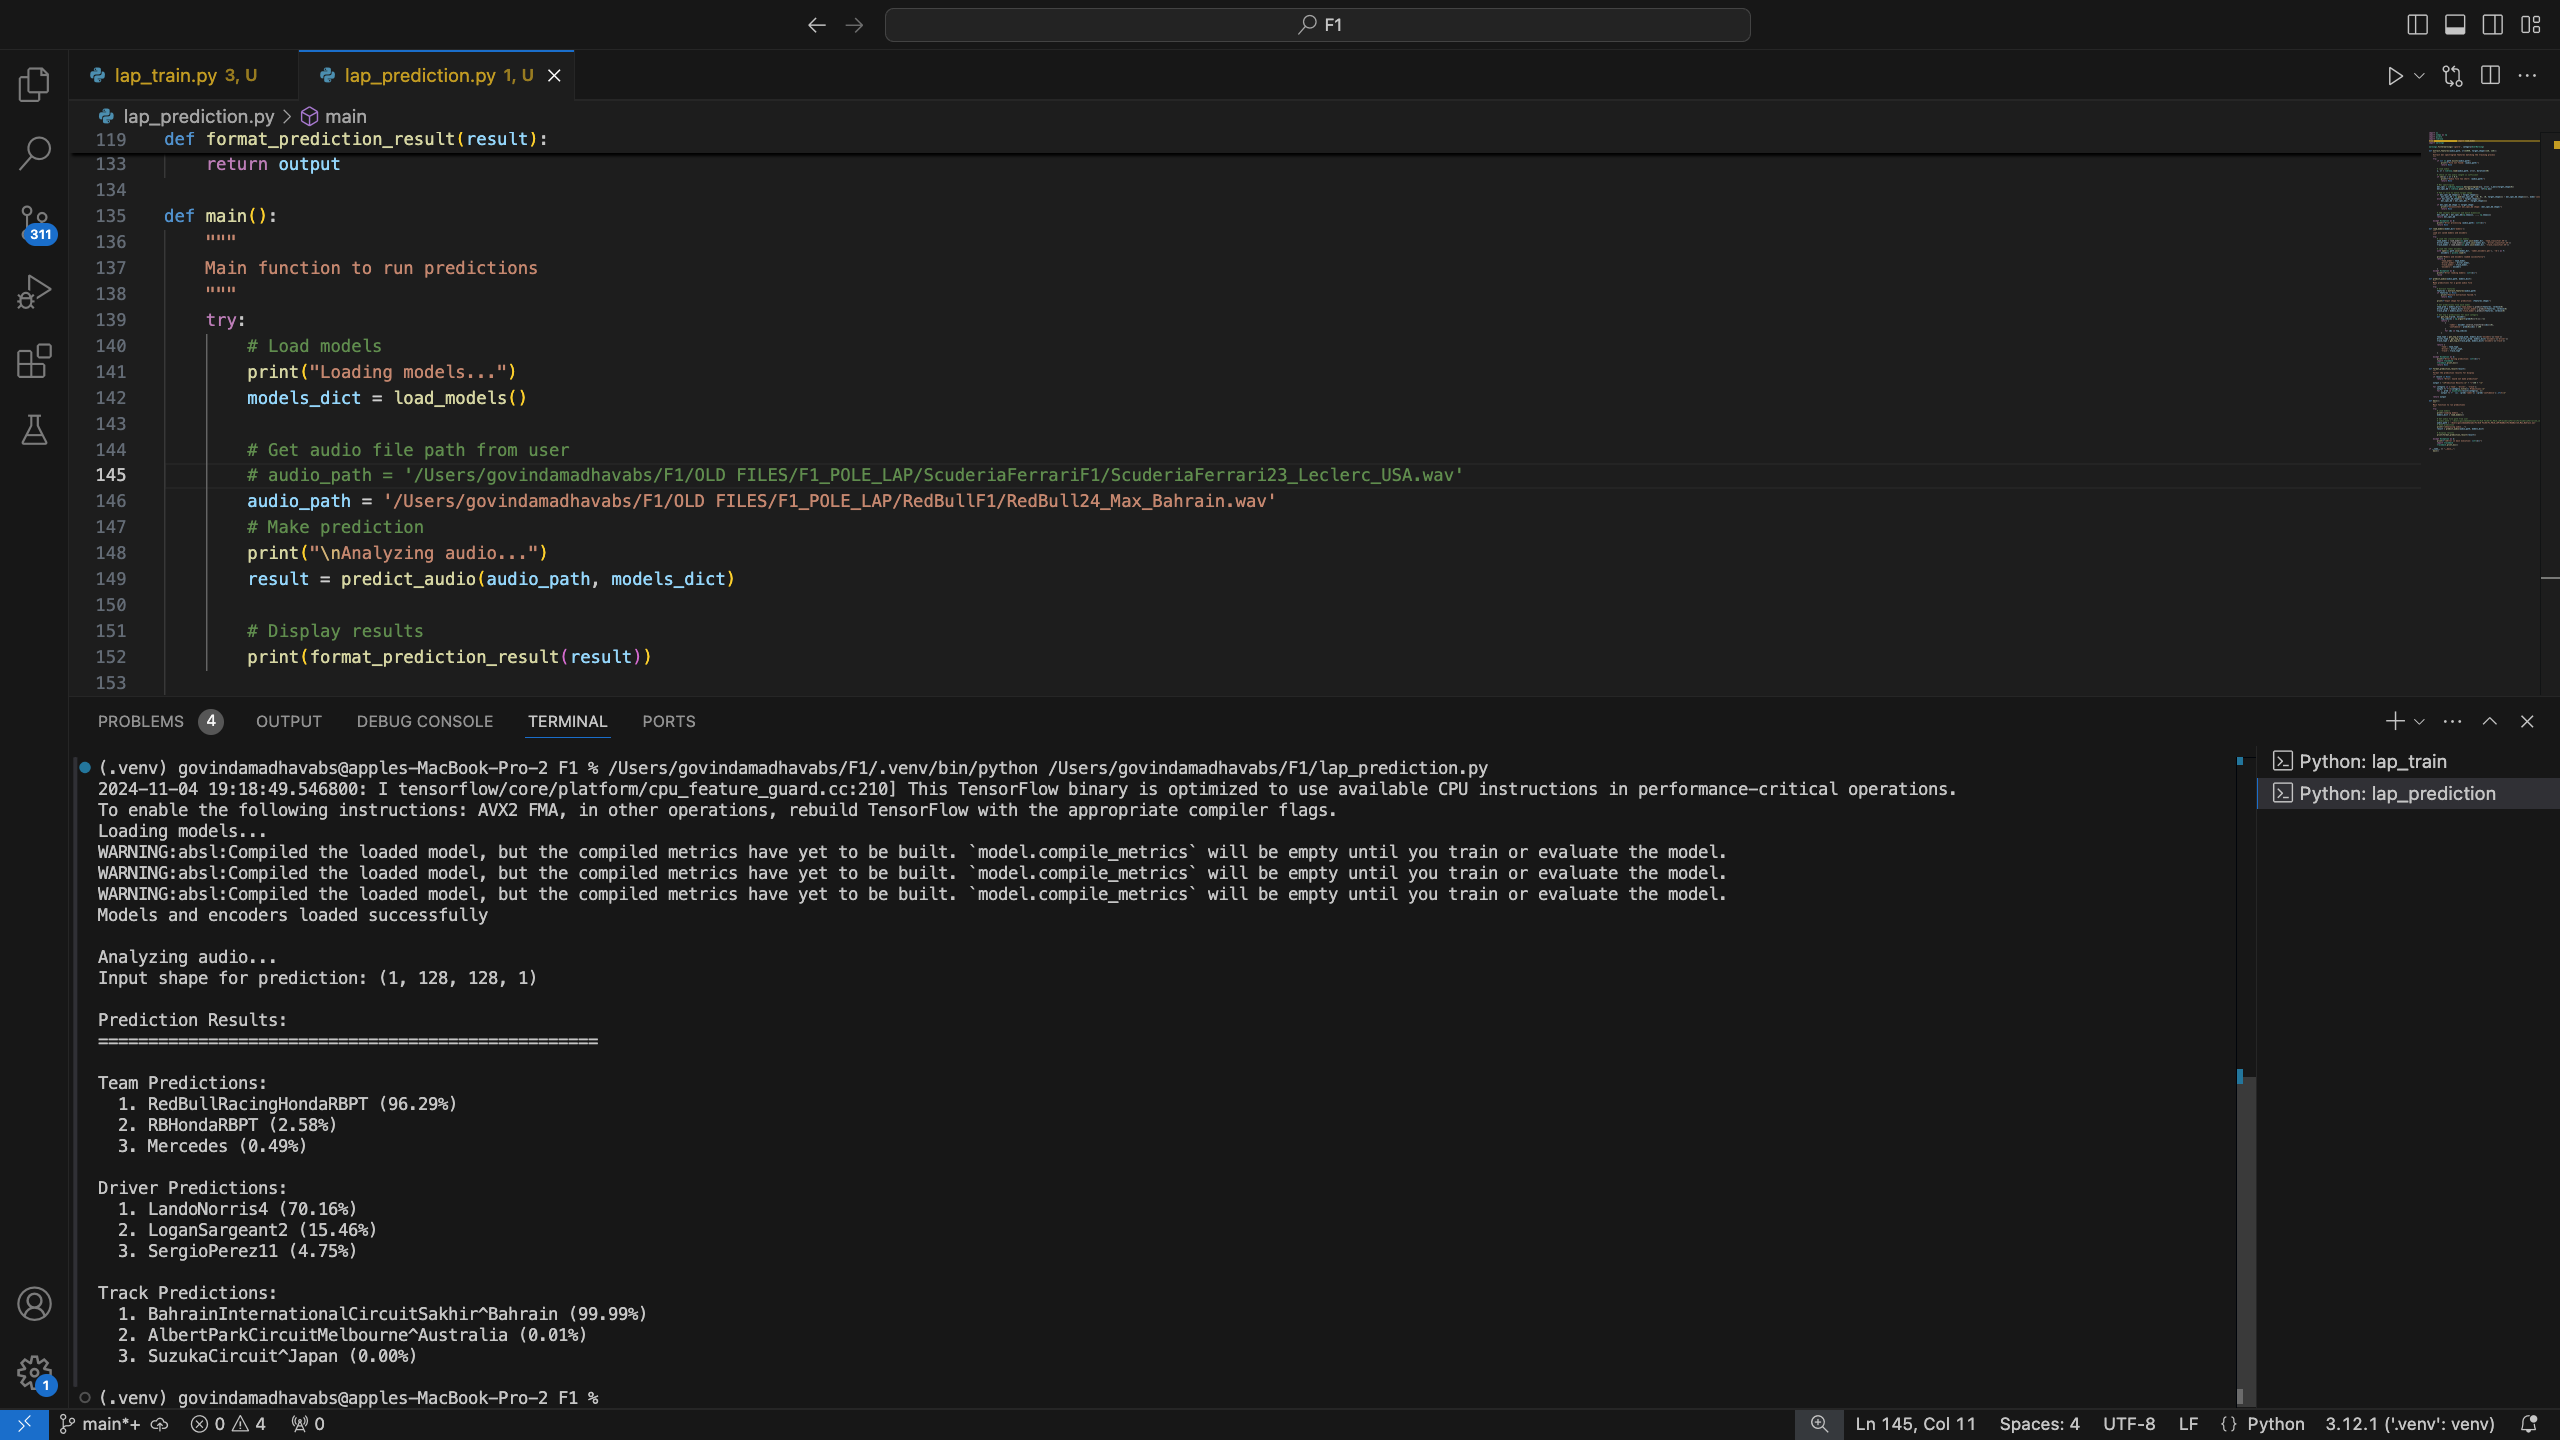 F1
lap_train.py 3, U
lap_prediction.py 1, U
lap_prediction.py > main
119 def format_prediction_result(result):
133 return output
134
135 def main():
136 """
137 Main function to run predictions
138 """
139 try:
140 # Load models
141 print("Loading models...")
142 models_dict = load_models()
143
144 # Get audio file path from user
145 # audio_path = '/Users/govindamadhavabs/F1/OLD FILES/F1_POLE_LAP/ScuderiaFerrariF1/ScuderiaFerrari23_Leclerc_USA.wav'
146 audio_path = '/Users/govindamadhavabs/F1/OLD FILES/F1_POLE_LAP/RedBullF1/RedBull24_Max_Bahrain.wav'
147 # Make prediction
148 print("\nAnalyzing audio...")
149 result = predict_audio(audio_path, models_dict)
150
151 # Display results
152 print(format_prediction_result(result))
153
311
PROBLEMS 4 OUTPUT DEBUG CONSOLE TERMINAL PORTS
(.venv) govindamadhavabs@apples-MacBook-Pro-2 F1 % /Users/govindamadhavabs/F1/.venv/bin/python /Users/govindamadhavabs/F1/lap_prediction.py
2024-11-04 19:18:49.546800: I tensorflow/core/platform/cpu_feature_guard.cc:210] This TensorFlow binary is optimized to use available CPU instructions in performance-critical operations.
To enable the following instructions: AVX2 FMA, in other operations, rebuild TensorFlow with the appropriate compiler flags.
Loading models...
WARNING:absl:Compiled the loaded model, but the compiled metrics have yet to be built. `model.compile_metrics` will be empty until you train or evaluate the model.
WARNING:absl:Compiled the loaded model, but the compiled metrics have yet to be built. `model.compile_metrics` will be empty until you train or evaluate the model.
WARNING:absl:Compiled the loaded model, but the compiled metrics have yet to be built. `model.compile_metrics` will be empty until you train or evaluate the model.
Models and encoders loaded successfully
Analyzing audio...
Input shape for prediction: (1, 128, 128, 1)
Prediction Results:
==================================================
Team Predictions:
1. RedBullRacingHondaRBPT (96.29%)
2. RBHondaRBPT (2.58%)
3. Mercedes (0.49%)
Driver Predictions:
1. LandoNorris4 (70.16%)
2. LoganSargeant2 (15.46%)
3. SergioPerez11 (4.75%)
Track Predictions:
1. BahrainInternationalCircuitSakhir^Bahrain (99.99%)
2. AlbertParkCircuitMelbourne^Australia (0.01%)
3. SuzukaCircuit^Japan (0.00%)
(.venv) govindamadhavabs@apples-MacBook-Pro-2 F1 %
Python: lap_train
Python: lap_prediction
1
main*+ 0 4 0 Ln 145, Col 11 Spaces: 4 UTF-8 LF {} Python 3.12.1 ('.venv': venv)